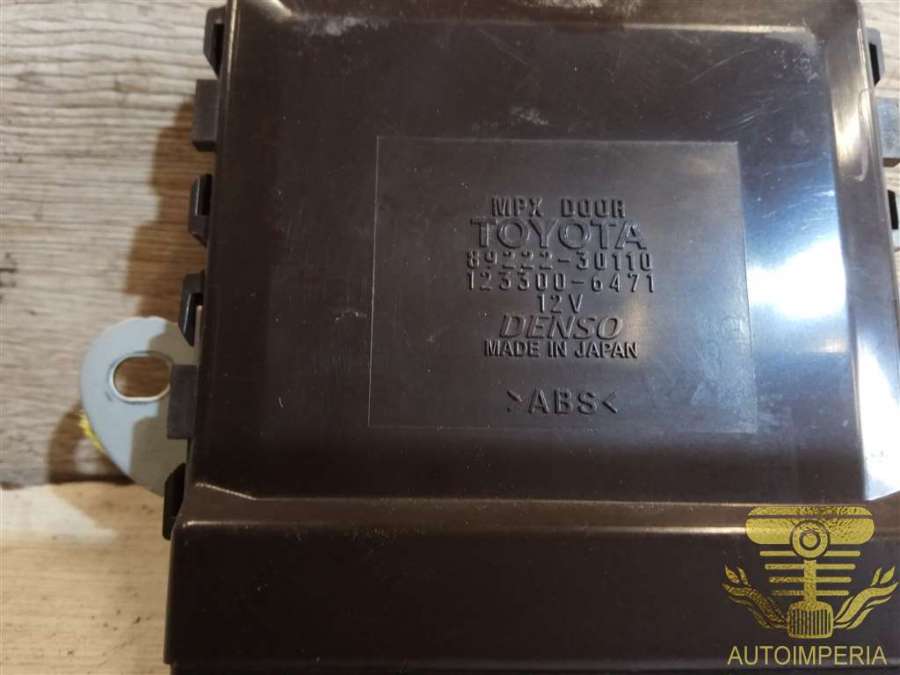 MPX DOOR
TOYOTA
89222-30110
123300-6471
12V
DENSO
MADE IN JAPAN
>ABS<
AUTOIMPERIA